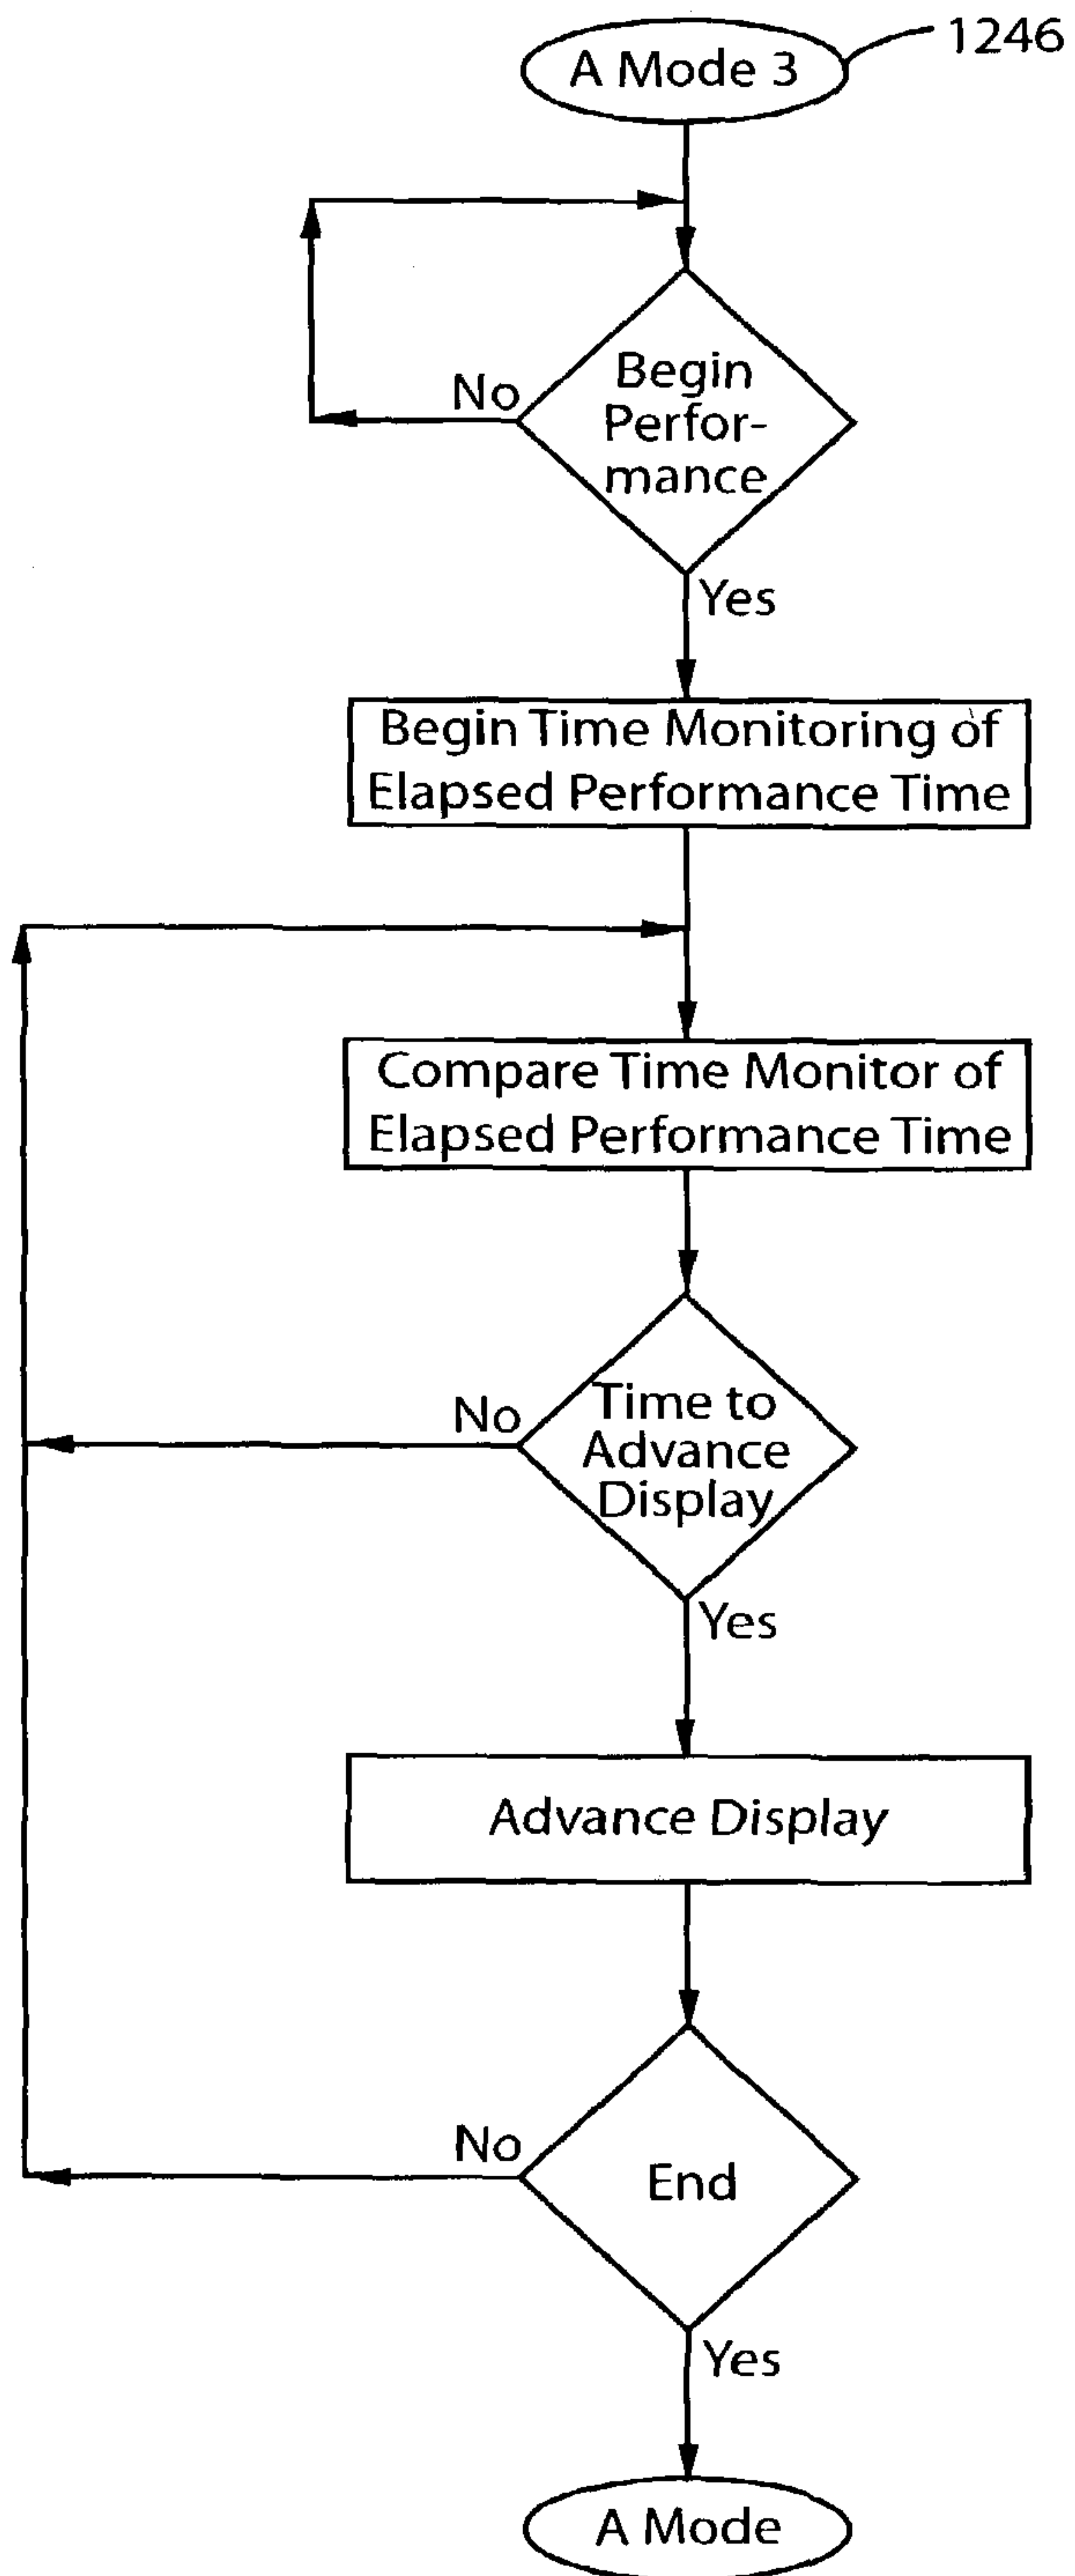 A Mode 3
1246
Begin
Perfor-
mance
No
Yes
Begin Time Monitoring of
Elapsed Performance Time
Compare Time Monitor of
Elapsed Performance Time
Time to
Advance
Display
No
Yes
Advance Display
End
No
Yes
A Mode